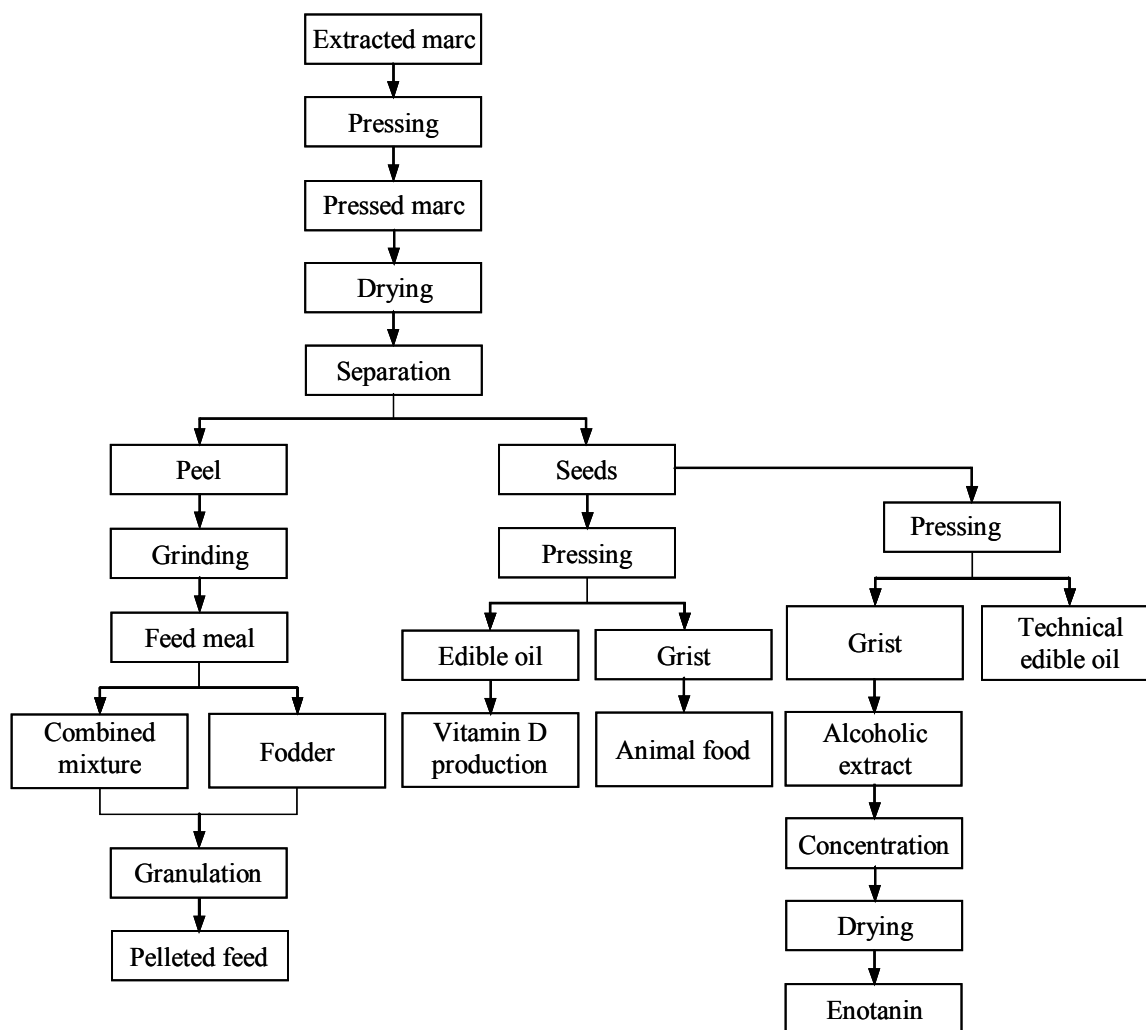 Extracted marc
Pressing
Pressed marc
Drying
Separation
Peel
Seeds
Pressing
Grinding
Pressing
Feed meal
Edible oil
Grist
Grist
Technical
edible oil
Combined
mixture
Fodder
Vitamin D
production
Animal food
Alcoholic
extract
Granulation
Concentration
Pelleted feed
Drying
Enotanin